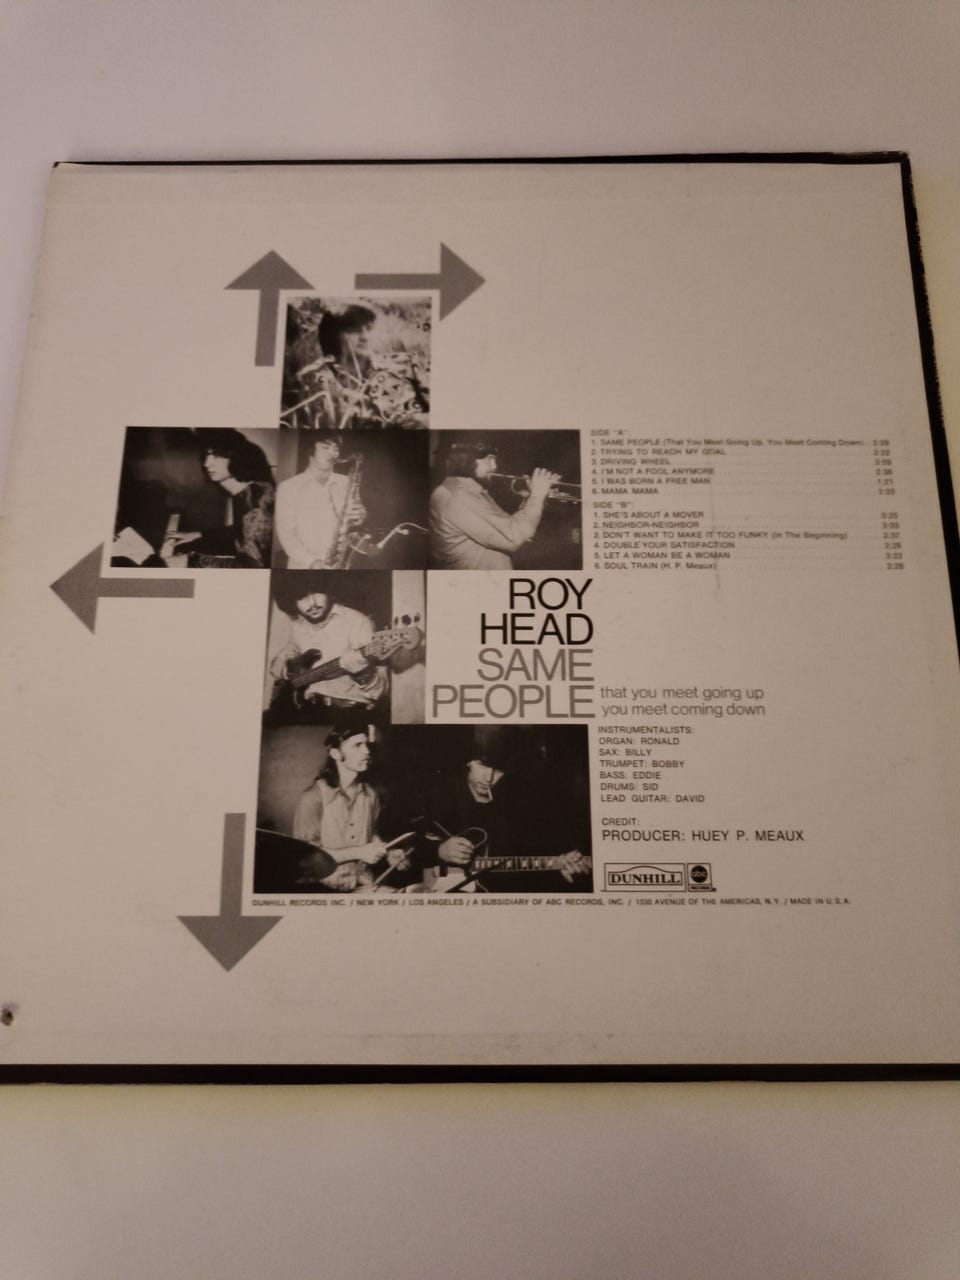 SIDE "A":
1. SAME PEOPLE (That You Meet Going Up, You Meet Coming Down) 2:39
2. TRYING TO REACH MY GOAL 2:22
3. DRIVING WHEEL 3:59
4. I'M NOT A FOOL ANYMORE 2:36
5. I WAS BORN A FREE MAN 1:21
6. MAMA MAMA 2:33
SIDE "B":
1. SHE'S ABOUT A MOVER 3:25
2. NEIGHBOR-NEIGHBOR
3. DON'T WANT TO MAKE IT TOO FUNKY (In The Beginning) 2:37
4. DOUBLE YOUR SATISFACTION 2:28
5. LET A WOMAN BE A WOMAN 3:22
6. SOUL TRAIN (H. P. Meaux) 2:28
ROY
HEAD
SAME
PEOPLE that you meet going up
you meet coming down
INSTRUMENTALISTS:
ORGAN: RONALD
SAX: BILLY
TRUMPET: BOBBY
BASS: EDDIE
DRUMS: SID
LEAD GUITAR: DAVID
CREDIT:
PRODUCER: HUEY P. MEAUX
DUNHILL abc
RECORDS
DUNHILL RECORDS INC. / NEW YORK / LOS ANGELES / A SUBSIDIARY OF ABC RECORDS, INC. / 1330 AVENUE OF THE AMERICAS, N.Y. / MADE IN U.S.A.